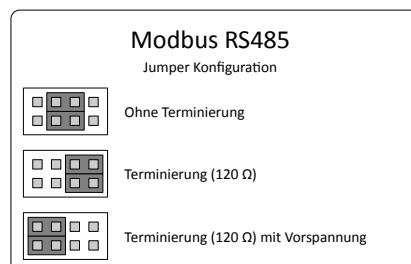 Modbus RS485
Jumper Konfiguration
Ohne Terminierung
Terminierung (120 Ω)
Terminierung (120 Ω) mit Vorspannung